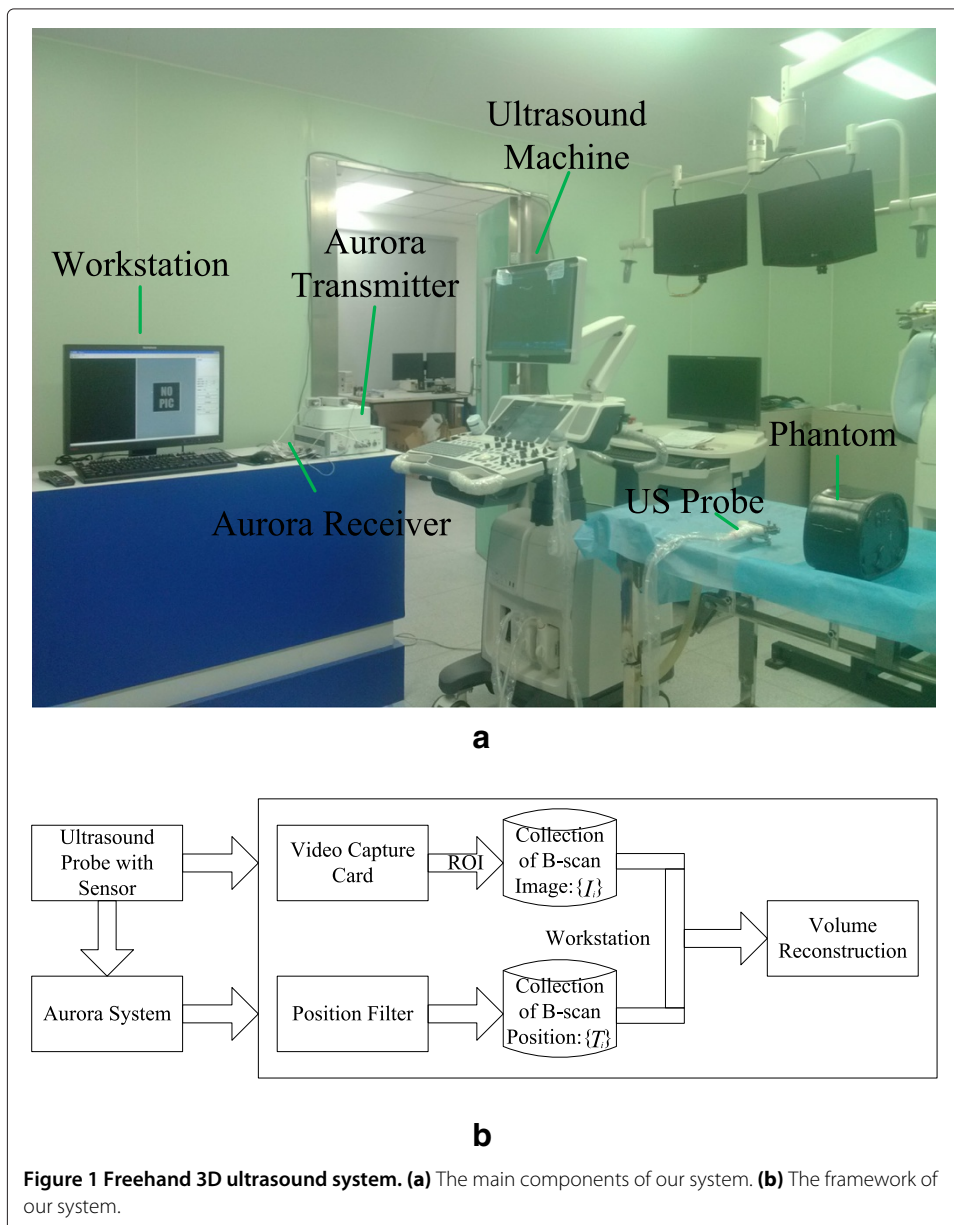 Ultrasound
Machine
Aurora
Transmitter
Workstation
NO
PIC
Phantom
US Probe
Aurora Receiver
a
Ultrasound
Probe with
Sensor
Video Capture
Card
ROI
Collection
of B-scan
Image:{I_i}
Workstation
Volume
Reconstruction
Aurora System
Position Filter
Collection
of B-scan
Position:{T_i}
b
Figure 1 Freehand 3D ultrasound system. (a) The main components of our system. (b) The framework of
our system.